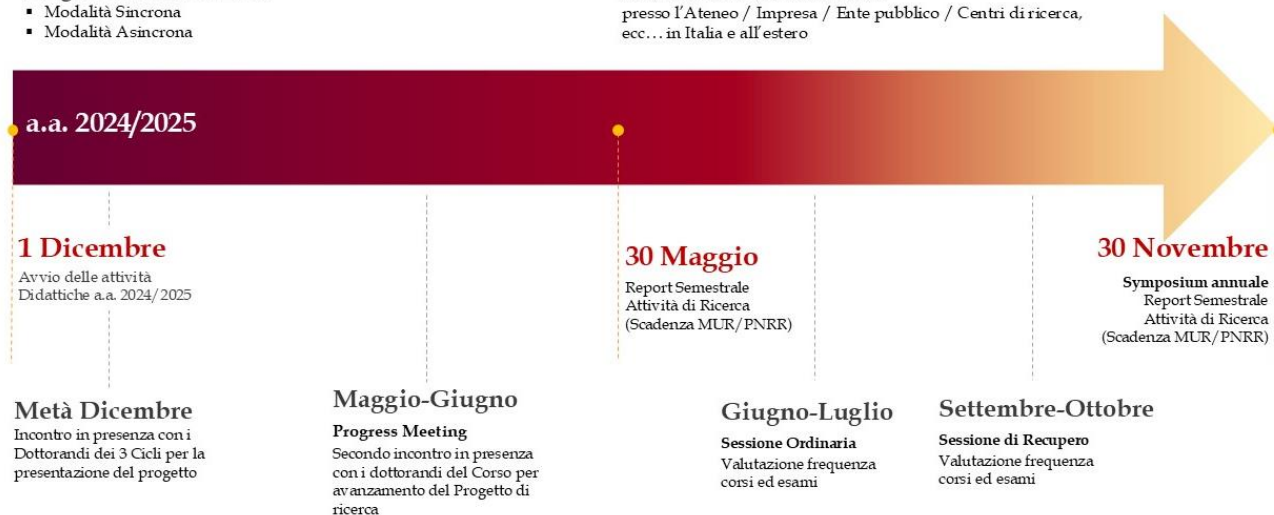 ▪ Modalità Sincrona
▪ Modalità Asincrona
presso l'Ateneo / Impresa / Ente pubblico / Centri di ricerca,
ecc... in Italia e all'estero
a.a. 2024/2025
1 Dicembre
Avvio delle attività
Didattiche a.a. 2024/2025
30 Maggio
Report Semestrale
Attività di Ricerca
(Scadenza MUR/PNRR)
30 Novembre
Symposium annuale
Report Semestrale
Attività di Ricerca
(Scadenza MUR/PNRR)
Metà Dicembre
Incontro in presenza con i
Dottorandi dei 3 Cicli per la
presentazione del progetto
Maggio-Giugno
Progress Meeting
Secondo incontro in presenza
con i dottorandi del Corso per
avanzamento del Progetto di
ricerca
Giugno-Luglio
Sessione Ordinaria
Valutazione frequenza
corsi ed esami
Settembre-Ottobre
Sessione di Recupero
Valutazione frequenza
corsi ed esami